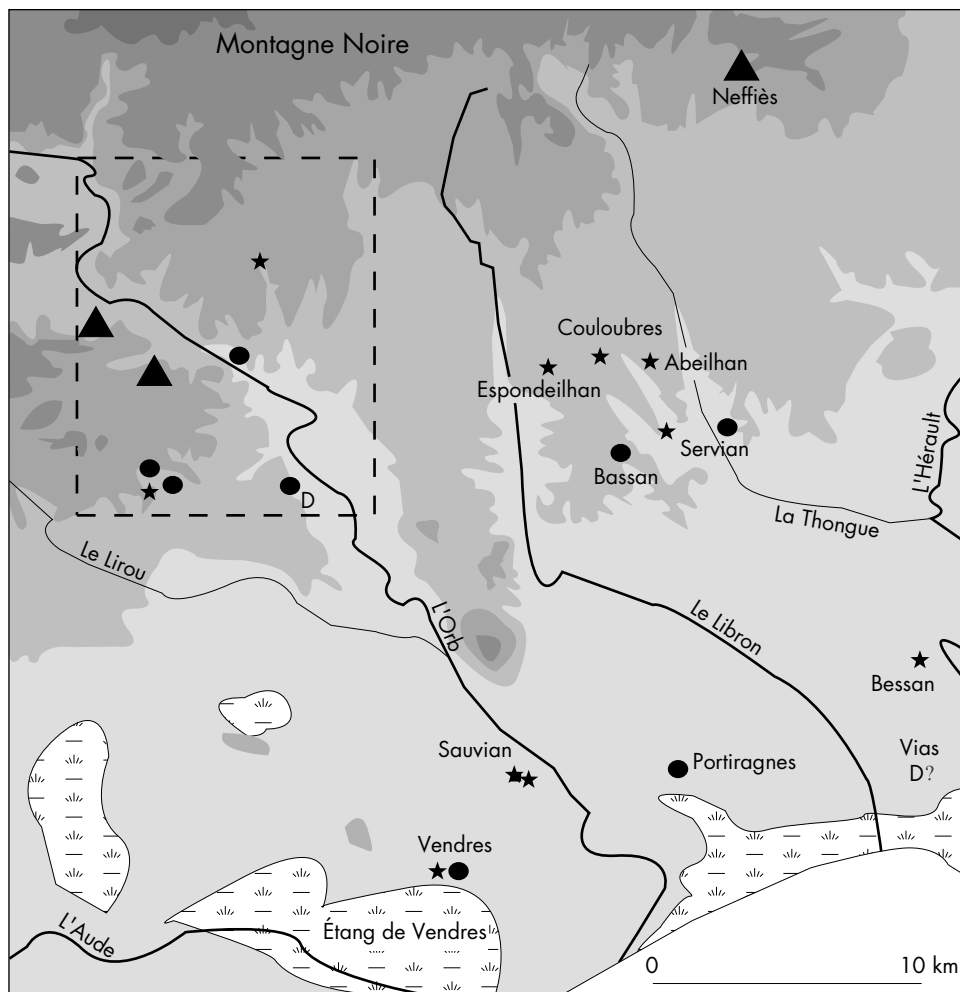 Montagne Noire
Neffiès
Couloubres
Abeilhan
Espondeilhan
Servian
Bassan
D
L'Hérault
La Thongue
Le Lirou
L'Orb
Le Libron
Bessan
Sauvian
Portiragnes
Vias
D?
Vendres
L'Aude
Étang de Vendres
0 10 km